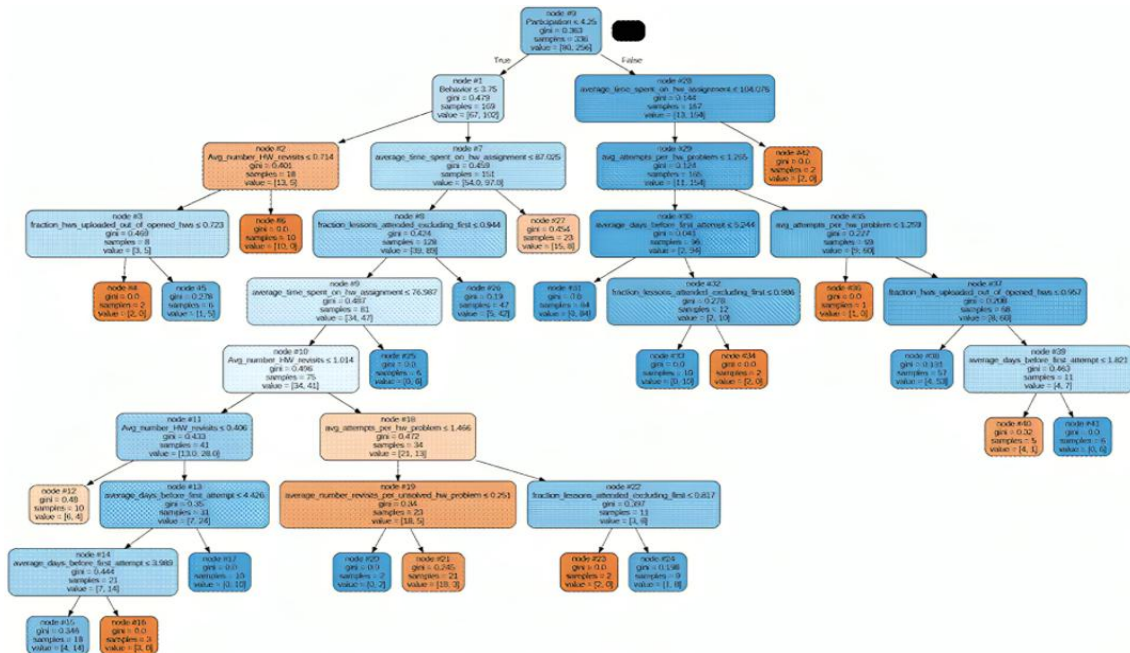 node #0
Participation ≤ 4.25
gini = 0.363
samples = 336
value = [80, 256]
True
False
node #1
Behavior ≤ 3.75
gini = 0.479
samples = 169
value = [67, 102]
node #28
average_time_spent_on_hw_assignment ≤ 104.076
gini = 0.144
samples = 167
value = [13, 154]
node #2
Avg_number_HW_revisits ≤ 0.714
gini = 0.401
samples = 18
value = [13, 5]
node #7
average_time_spent_on_hw_assignment ≤ 87.025
gini = 0.459
samples = 151
value = [54.0, 97.0]
node #29
avg_attempts_per_hw_problem ≤ 1.255
gini = 0.124
samples = 165
value = [11, 154]
node #42
gini = 0.0
samples = 2
value = [2, 0]
node #3
fraction_hws_uploaded_out_of_opened_hws ≤ 0.723
gini = 0.469
samples = 8
value = [3, 5]
node #6
gini = 0.0
samples = 10
value = [10, 0]
node #8
fraction_lessons_attended_excluding_first ≤ 0.944
gini = 0.424
samples = 128
value = [39, 89]
node #27
gini = 0.454
samples = 23
value = [15, 8]
node #30
average_days_before_first_attempt ≤ 5.244
gini = 0.041
samples = 96
value = [2, 94]
node #35
avg_attempts_per_hw_problem ≤ 1.259
gini = 0.227
samples = 69
value = [9, 60]
node #4
gini = 0.0
samples = 2
value = [2, 0]
node #5
gini = 0.278
samples = 6
value = [1, 5]
node #9
average_time_spent_on_hw_assignment ≤ 76.987
gini = 0.487
samples = 81
value = [34, 47]
node #26
gini = 0.19
samples = 47
value = [5, 42]
node #31
gini = 0.0
samples = 84
value = [0, 84]
node #32
fraction_lessons_attended_excluding_first ≤ 0.986
gini = 0.278
samples = 12
value = [2, 10]
node #36
gini = 0.0
samples = 1
value = [1, 0]
node #37
fraction_hws_uploaded_out_of_opened_hws ≤ 0.957
gini = 0.208
samples = 68
value = [8, 60]
node #10
Avg_number_HW_revisits ≤ 1.014
gini = 0.496
samples = 75
value = [34, 41]
node #25
gini = 0.0
samples = 6
value = [0, 6]
node #33
gini = 0.0
samples = 10
value = [0, 10]
node #34
gini = 0.0
samples = 2
value = [2, 0]
node #38
gini = 0.131
samples = 57
value = [4, 53]
node #39
average_days_before_first_attempt ≤ 1.821
gini = 0.463
samples = 11
value = [4, 7]
node #11
Avg_number_HW_revisits ≤ 0.406
gini = 0.433
samples = 41
value = [13.0, 28.0]
node #18
avg_attempts_per_hw_problem ≤ 1.466
gini = 0.472
samples = 34
value = [21, 13]
node #40
gini = 0.32
samples = 5
value = [4, 1]
node #41
gini = 0.0
samples = 6
value = [0, 6]
node #12
gini = 0.48
samples = 10
value = [6, 4]
node #13
average_days_before_first_attempt ≤ 4.426
gini = 0.35
samples = 31
value = [7, 24]
node #19
average_number_revisits_per_unsolved_hw_problem ≤ 0.251
gini = 0.34
samples = 23
value = [18, 5]
node #22
fraction_lessons_attended_excluding_first ≤ 0.817
gini = 0.397
samples = 11
value = [3, 8]
node #14
average_days_before_first_attempt ≤ 3.989
gini = 0.444
samples = 21
value = [7, 14]
node #17
gini = 0.0
samples = 10
value = [0, 10]
node #20
gini = 0.0
samples = 2
value = [0, 2]
node #21
gini = 0.245
samples = 21
value = [18, 3]
node #23
gini = 0.0
samples = 2
value = [2, 0]
node #24
gini = 0.198
samples = 9
value = [1, 8]
node #15
gini = 0.346
samples = 18
value = [4, 14]
node #16
gini = 0.0
samples = 3
value = [3, 0]